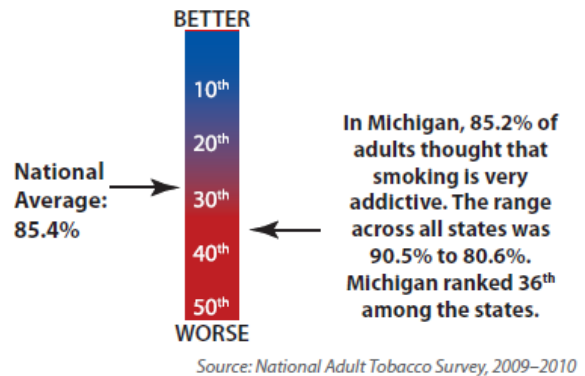 BETTER
10th
20th
30th
40th
50th
WORSE
National
Average:
85.4%
In Michigan, 85.2% of
adults thought that
smoking is very
addictive. The range
across all states was
90.5% to 80.6%.
Michigan ranked 36th
among the states.
Source: National Adult Tobacco Survey, 2009–2010